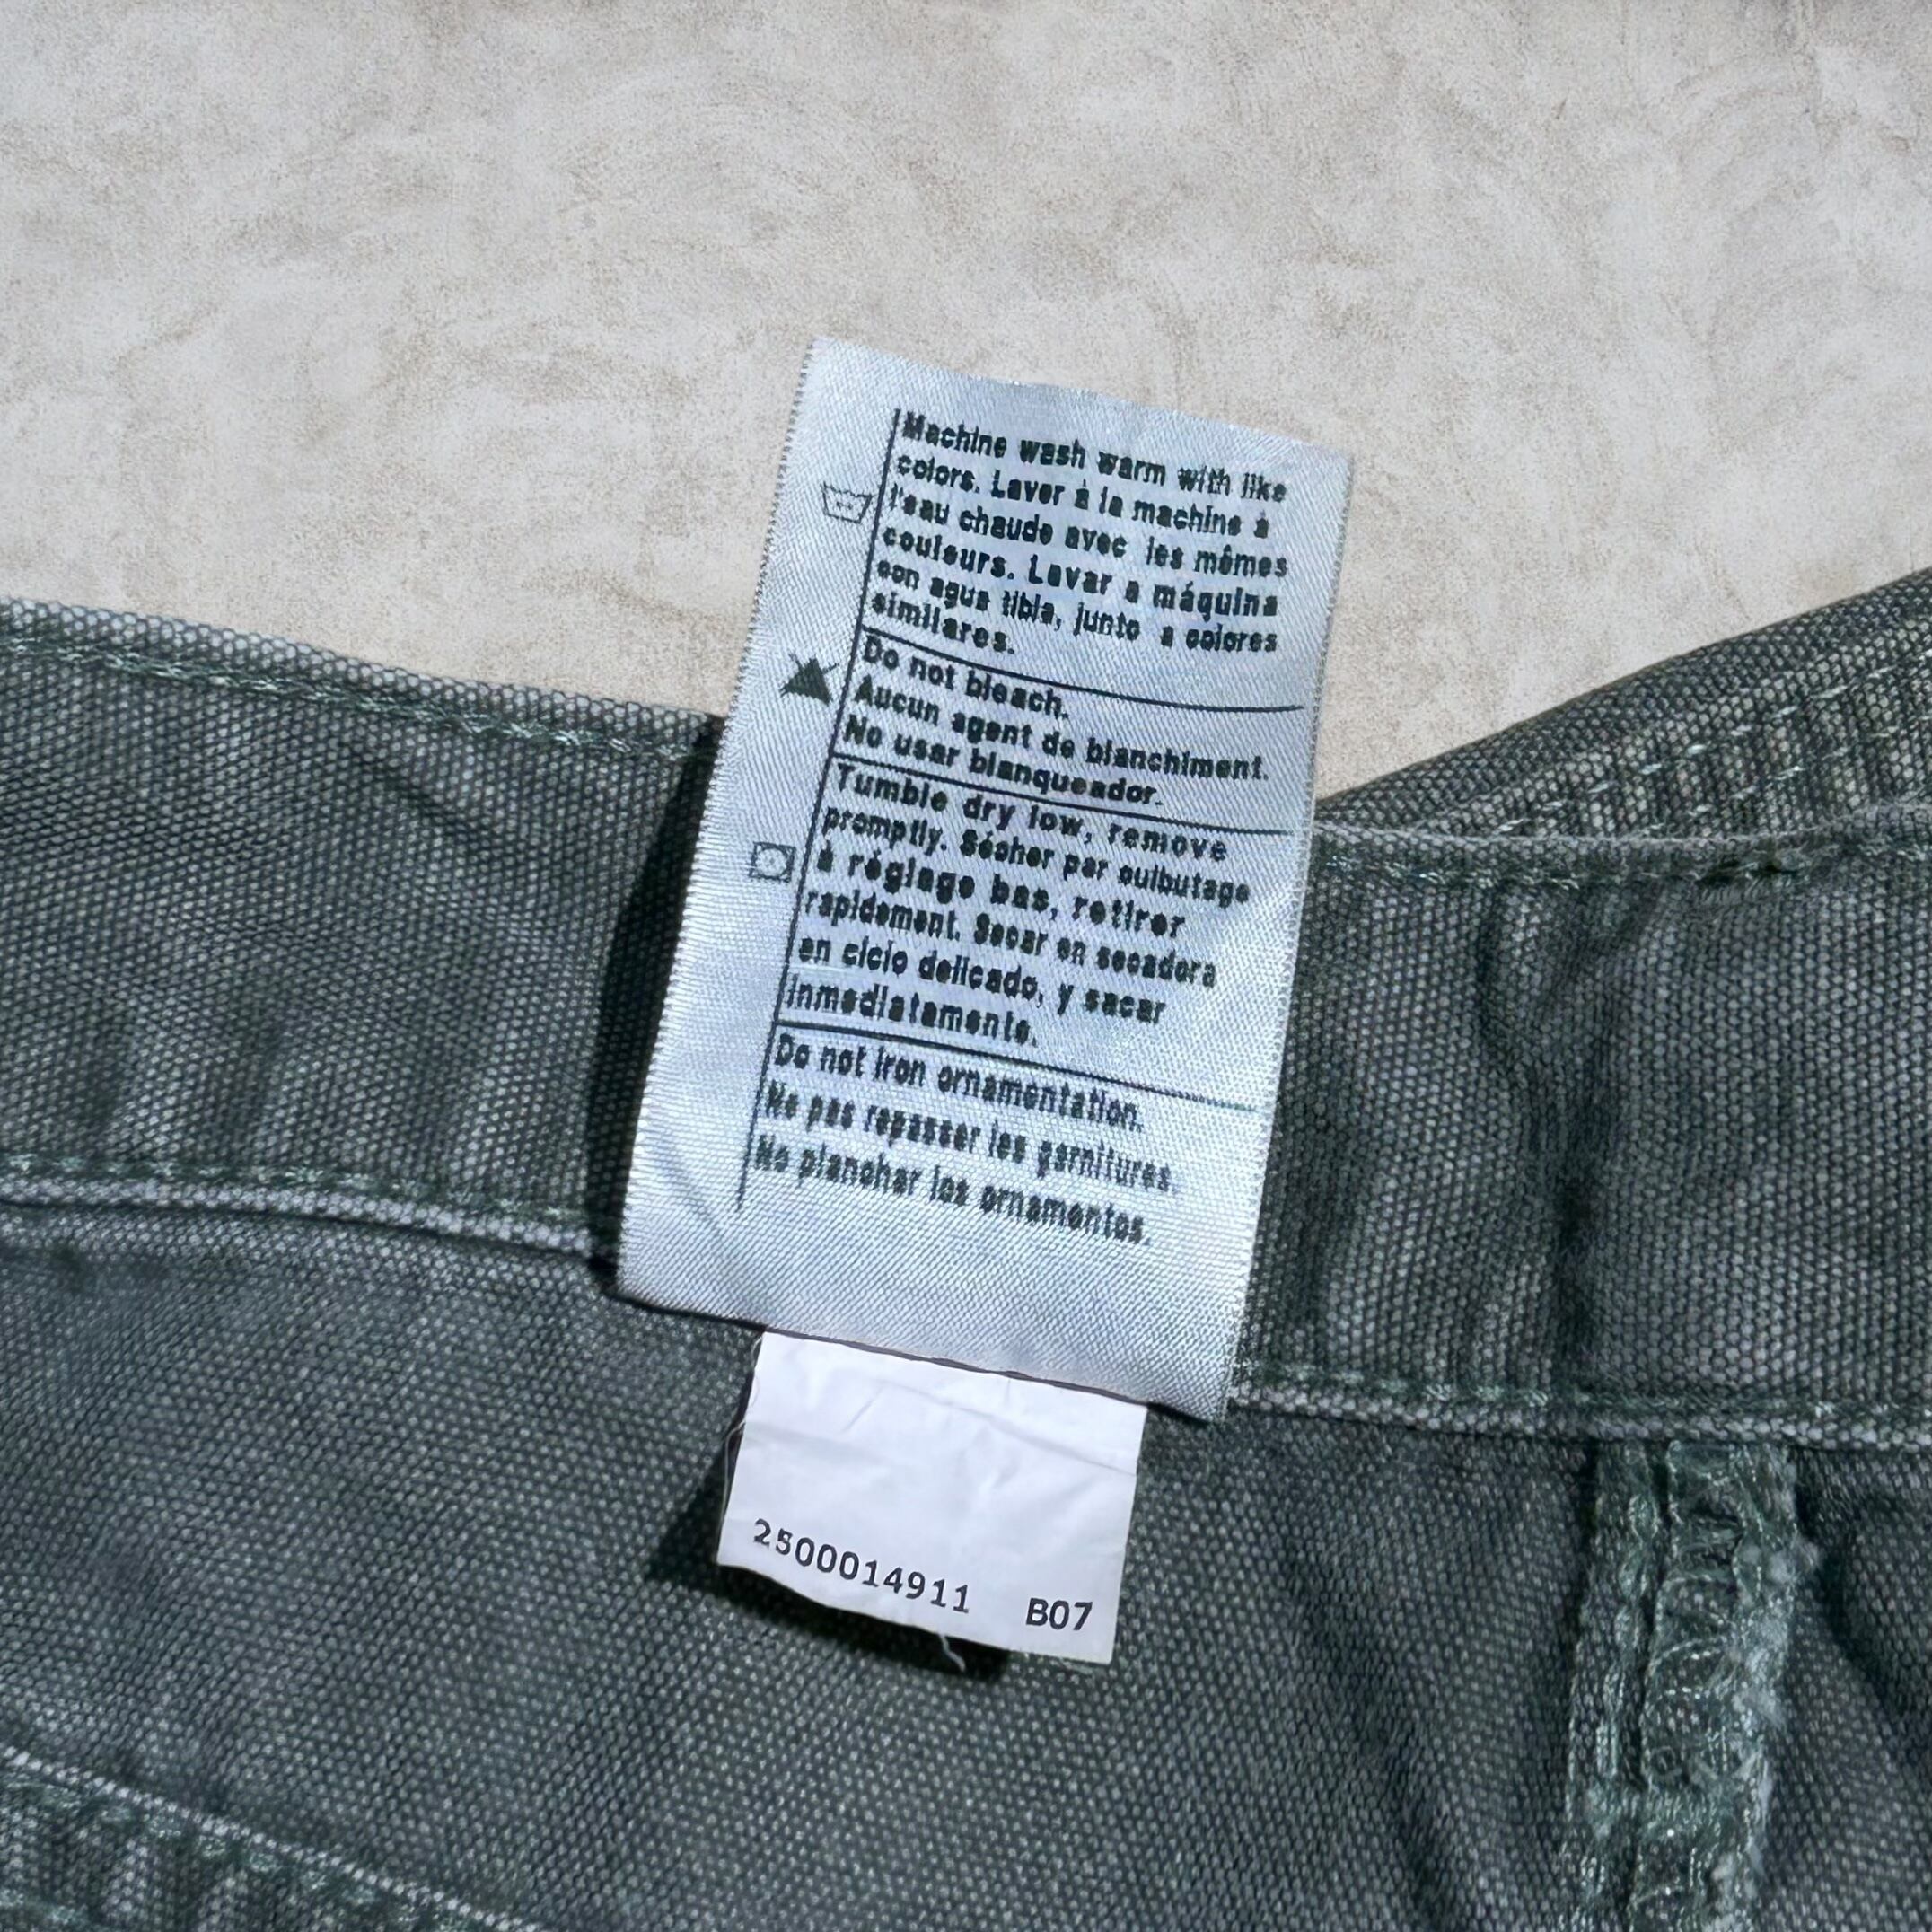 Machine wash warm with like
colors. Laver à la machine à
l'eau chaude avec les mêmes
couleurs. Lavar a máquina
con agua tibia, junto a colores
similares.
Do not bleach.
Aucun agent de blanchiment.
No usar blanqueador.
Tumble dry low, remove
promptly. Sécher par culbutage
à réglage bas, retirer
rapidement. Secar en secadora
en ciclo delicado, y sacar
inmediatamente.
Do not iron ornamentation.
Ne pas repasser les garnitures.
No planchar los ornamentos.
2500014911 B07